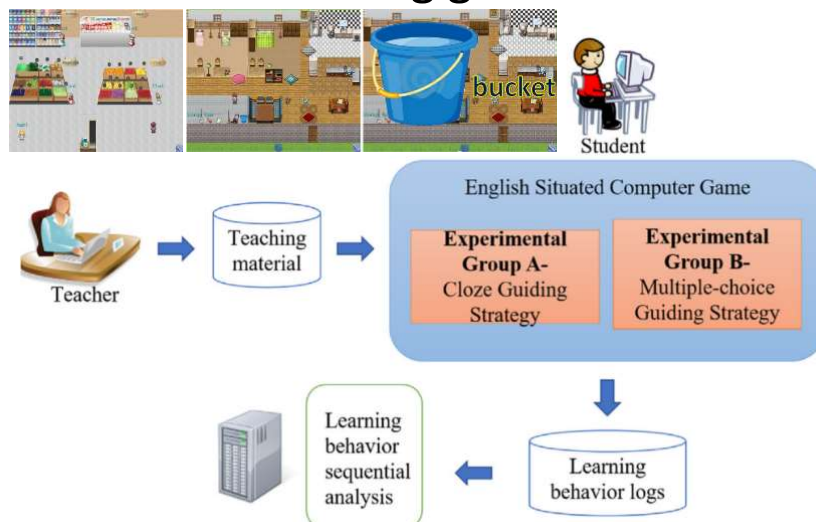 bucket
Student
English Situated Computer Game
Teacher
Teaching
material
Experimental
Group A-
Cloze Guiding
Strategy
Experimental
Group B-
Multiple-choice
Guiding Strategy
Learning
behavior
sequential
analysis
Learning
behavior logs